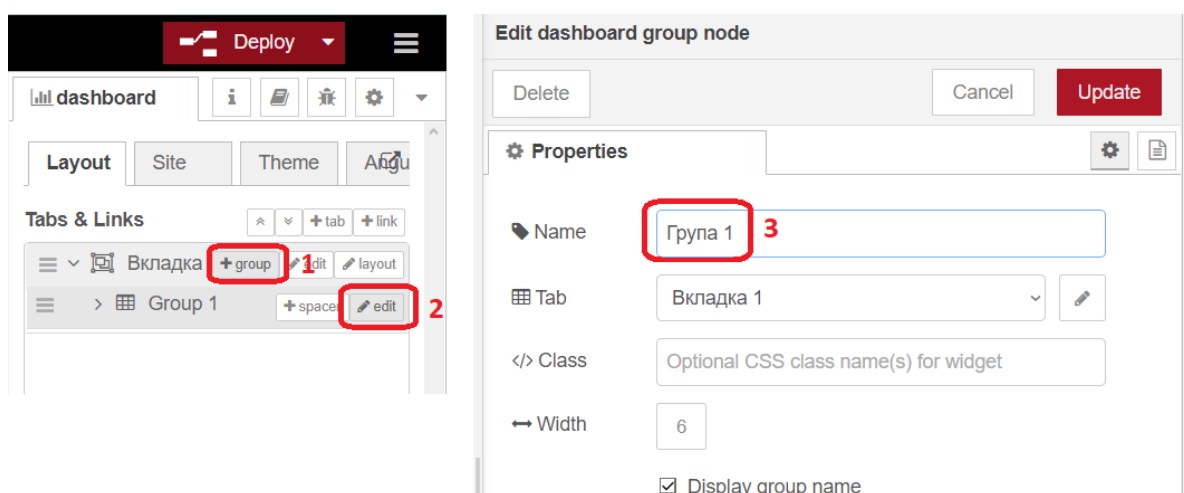 Deploy
dashboard
i
Layout
Site
Theme
Angu
Tabs & Links
+ tab
+ link
Вкладка
+ group
1
edit
layout
Group 1
+ spacer
edit
2
Edit dashboard group node
Delete
Cancel
Update
Properties
Name
Група 1
3
Tab
Вкладка 1
</> Class
Optional CSS class name(s) for widget
Width
6
Display group name